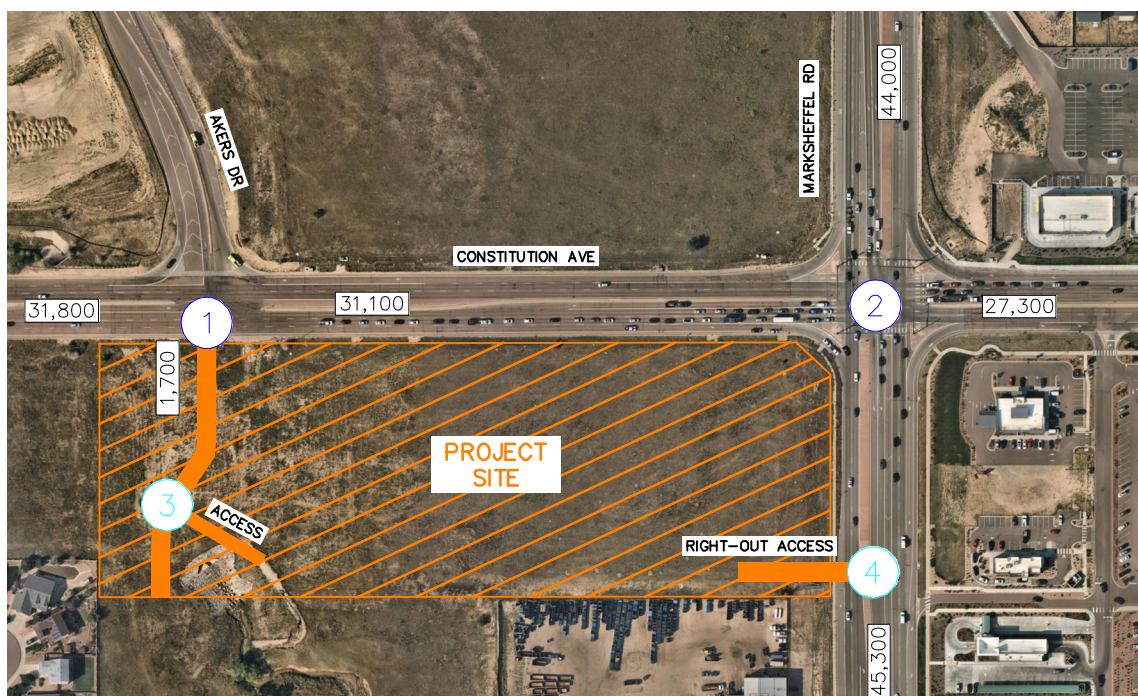 44,000
MARKSHEFFEL RD
AKERS DR
CONSTITUTION AVE
31,800
1
31,100
2
27,300
1,700
PROJECT
SITE
3
ACCESS
RIGHT-OUT ACCESS
4
45,300